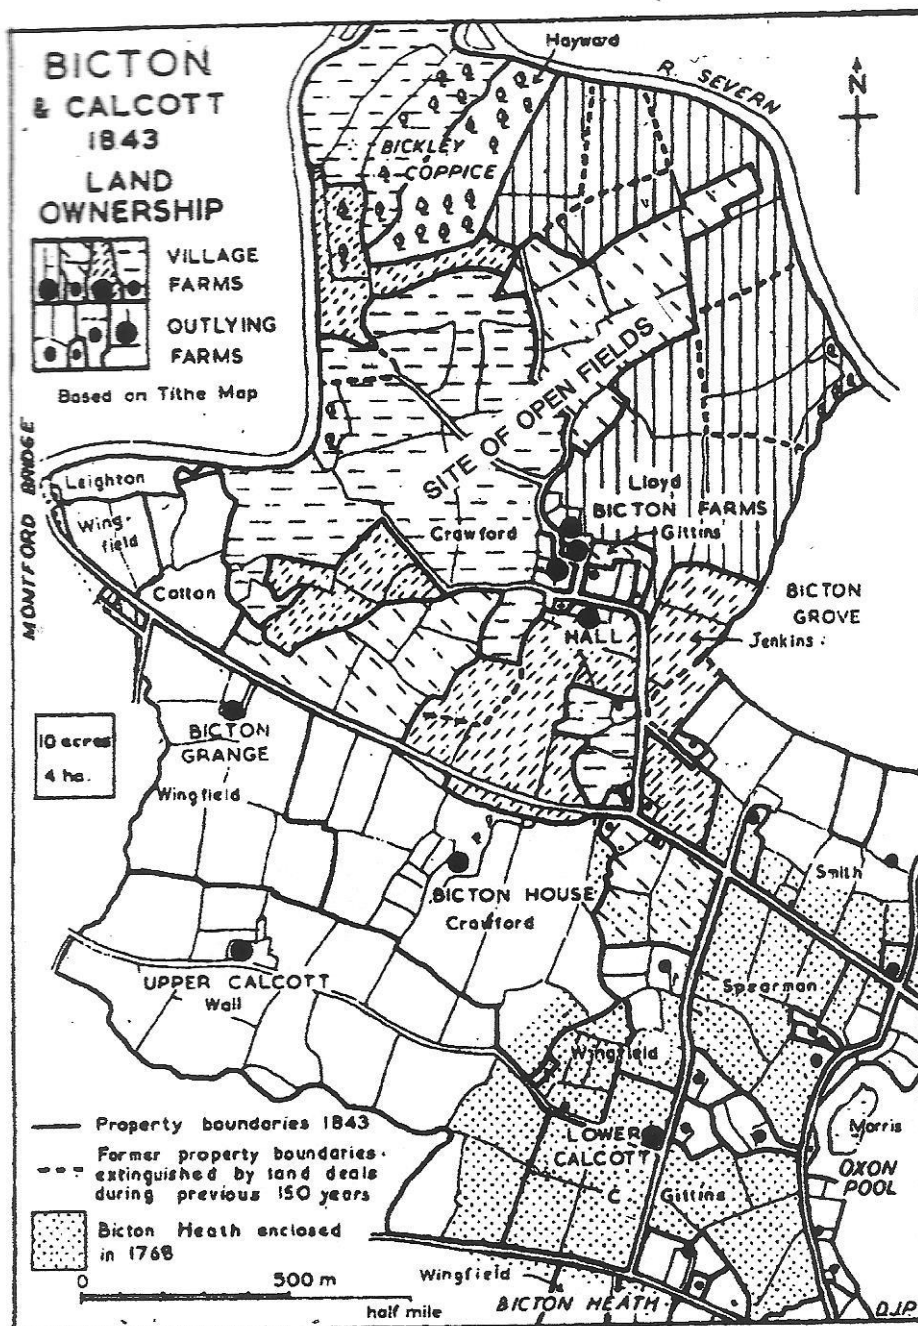 BICTON
& CALCOTT
1843
LAND
OWNERSHIP
VILLAGE
FARMS
OUTLYING
FARMS
Based on Tithe Map
Hayward
R. SEVERN
N
BICKLEY
COPPICE
SITE OF OPEN FIELDS
MONTFORD BRIDGE
Leighton
Wing-
field
Cotton
Crawford
Lloyd
BICTON FARMS
Gittins
BICTON
GROVE
Jenkins
HALL
10 acres
4 ha.
BICTON
GRANGE
Wingfield
BICTON HOUSE
Crawford
Smith
UPPER CALCOTT
Wall
Spearman
Wingfield
LOWER
CALCOTT
Gittins
Morris
OXON
POOL
Property boundaries 1843
Former property boundaries
extinguished by land deals
during previous 150 years
Bicton Heath enclosed
in 1768
0 500 m
half mile
Wingfield
BICTON HEATH
D.J.P.